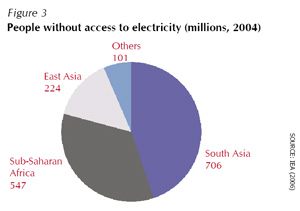 Figure 3
People without access to electricity (millions, 2004)
Others
101
East Asia
224
South Asia
706
Sub-Saharan
Africa
547
SOURCE: IEA (2006)